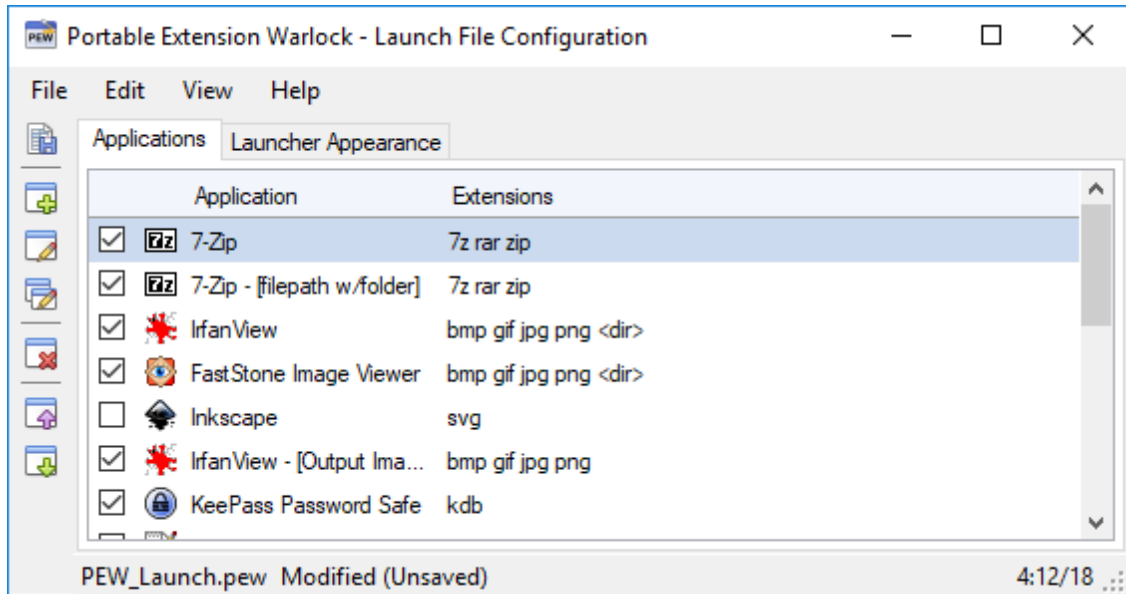 PEW Portable Extension Warlock - Launch File Configuration
File Edit View Help
Applications Launcher Appearance
Application Extensions
7z 7-Zip 7z rar zip
7z 7-Zip - [filepath w/folder] 7z rar zip
IrfanView bmp gif jpg png <dir>
FastStone Image Viewer bmp gif jpg png <dir>
Inkscape svg
IrfanView - [Output Ima... bmp gif jpg png
KeePass Password Safe kdb
PEW_Launch.pew Modified (Unsaved) 4:12/18